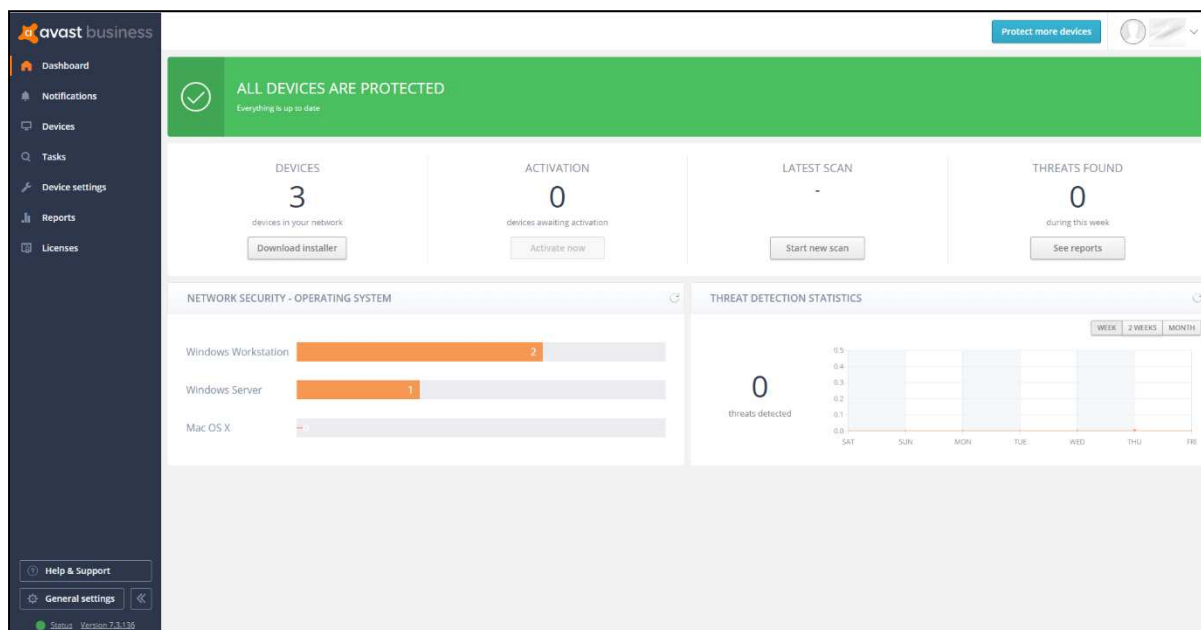 avast business
Protect more devices
Dashboard
Notifications
Devices
Tasks
Device settings
Reports
Licenses
ALL DEVICES ARE PROTECTED
Everything is up to date
DEVICES
3
devices in your network
Download installer
ACTIVATION
0
devices awaiting activation
Activate now
LATEST SCAN
-
Start new scan
THREATS FOUND
0
during this week
See reports
NETWORK SECURITY - OPERATING SYSTEM
Windows Workstation 2
Windows Server 1
Mac OS X 0
THREAT DETECTION STATISTICS
WEEK 2 WEEKS MONTH
0
threats detected
0.5
0.4
0.3
0.2
0.1
0.0
SAT SUN MON TUE WED THU FRI
Help & Support
General settings
Status Version 7.3.136